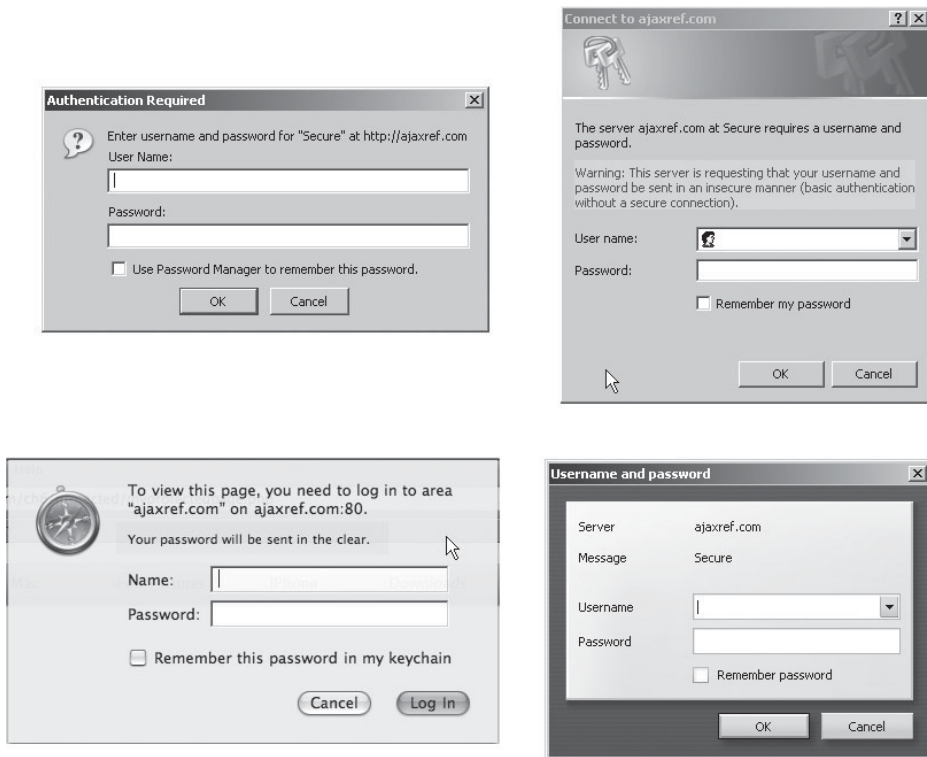 Authentication Required
Enter username and password for "Secure" at http://ajaxref.com
User Name:
Password:
Use Password Manager to remember this password.
OK Cancel
Connect to ajaxref.com
The server ajaxref.com at Secure requires a username and
password.
Warning: This server is requesting that your username and
password be sent in an insecure manner (basic authentication
without a secure connection).
User name:
Password:
Remember my password
OK Cancel
To view this page, you need to log in to area
"ajaxref.com" on ajaxref.com:80.
Your password will be sent in the clear.
Name:
Password:
Remember this password in my keychain
Cancel Log In
Username and password
Server ajaxref.com
Message Secure
Username
Password
Remember password
OK Cancel